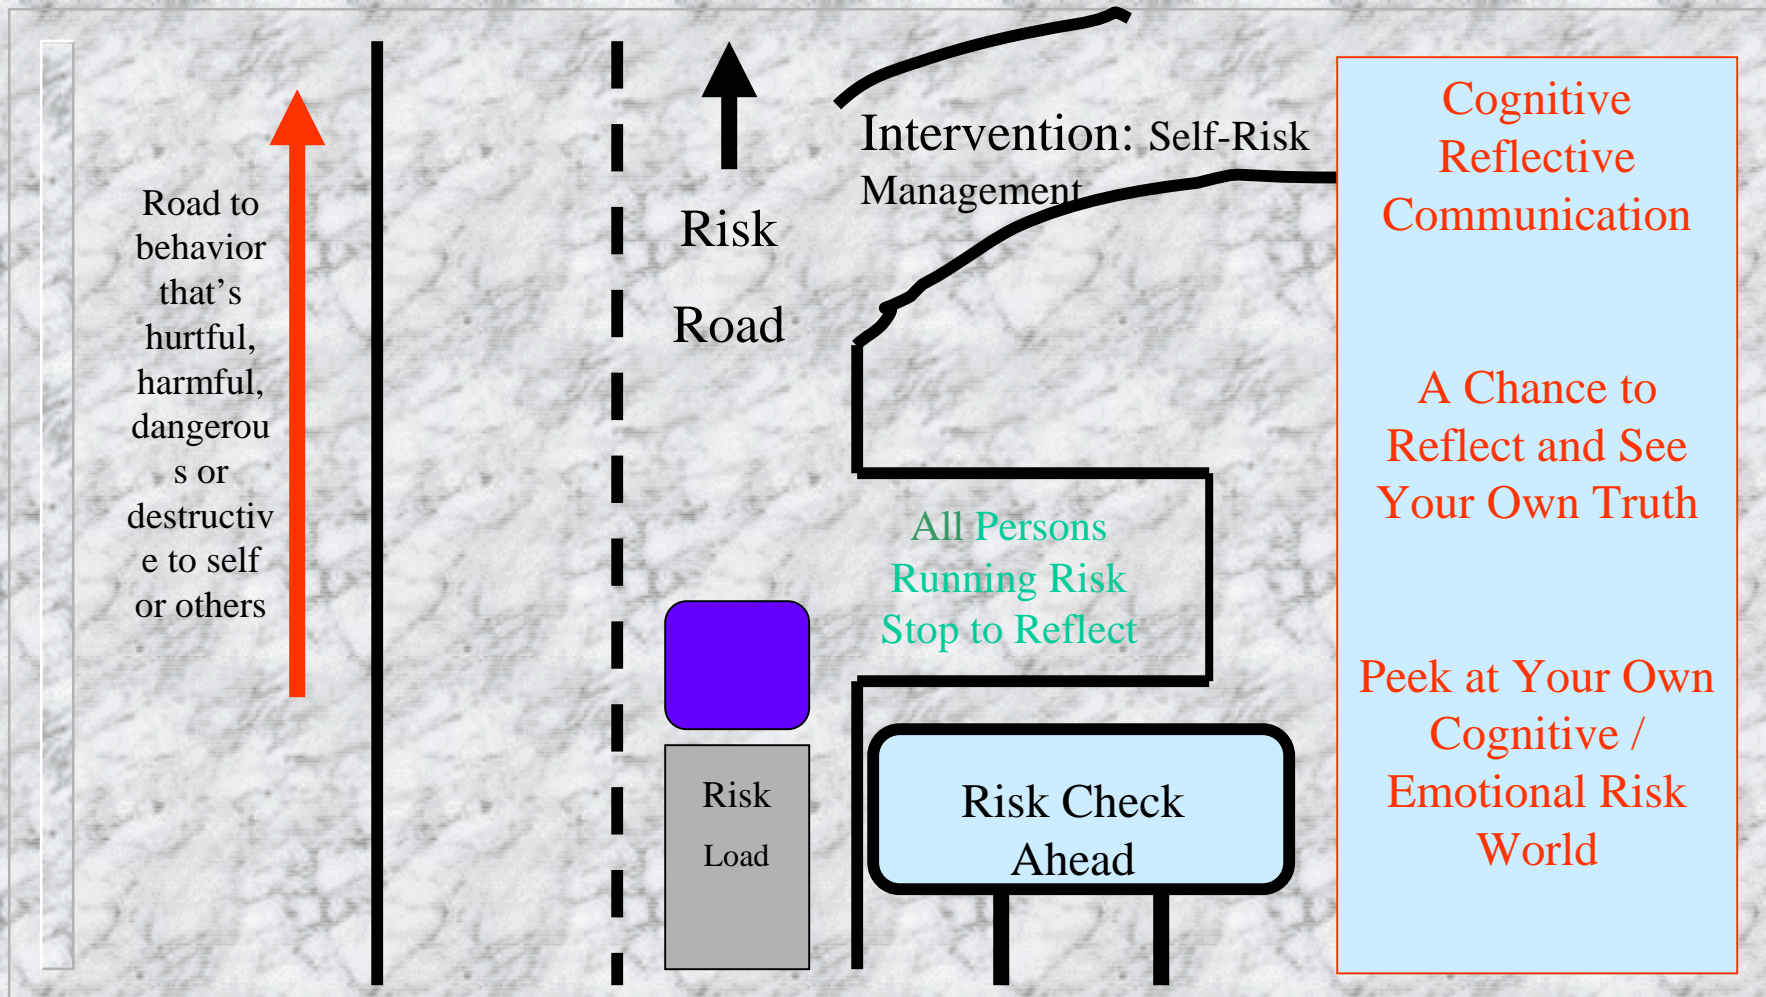 Road to
behavior
that’s
hurtful,
harmful,
dangerou
s or
destructiv
e to self
or others
Risk
Road
Intervention: Self-Risk
Management
All Persons
Running Risk
Stop to Reflect
Risk
Load
Risk Check
Ahead
Cognitive
Reflective
Communication
A Chance to
Reflect and See
Your Own Truth
Peek at Your Own
Cognitive /
Emotional Risk
World